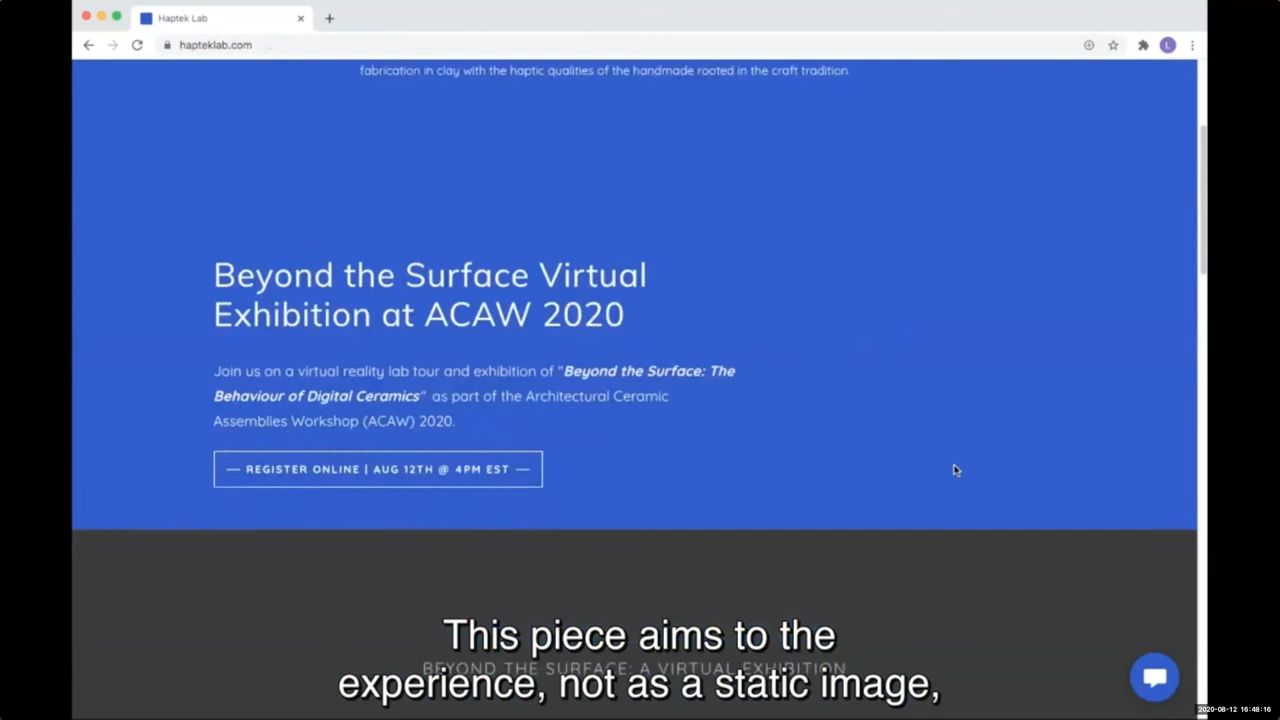 Haptek Lab
hapteklab.com
L
fabrication in clay with the haptic qualities of the handmade rooted in the craft tradition.
Beyond the Surface Virtual
Exhibition at ACAW 2020
Join us on a virtual reality lab tour and exhibition of "Beyond the Surface: The
Behaviour of Digital Ceramics" as part of the Architectural Ceramic
Assemblies Workshop (ACAW) 2020.
— REGISTER ONLINE | AUG 12TH @ 4PM EST —
This piece aims to the
BEYOND THE SURFACE: A VIRTUAL EXHIBITION
experience, not as a static image,
2020-08-12 16:48:16